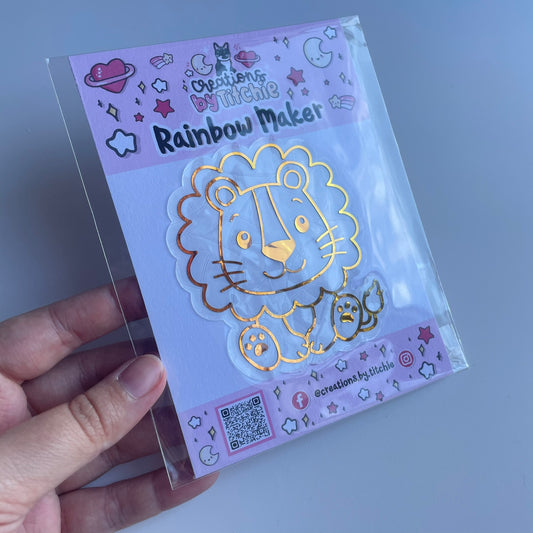 Creations
by Titchie
Rainbow Maker
@creations.by.titchie